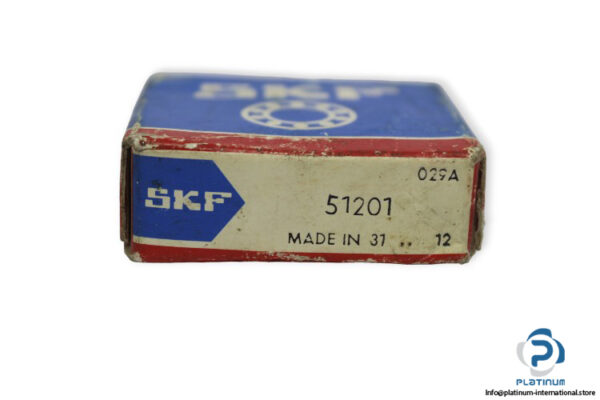 SKF
029A
SKF
51201
MADE IN 31 .. 12
PLATINUM
Info@platinum-international.store